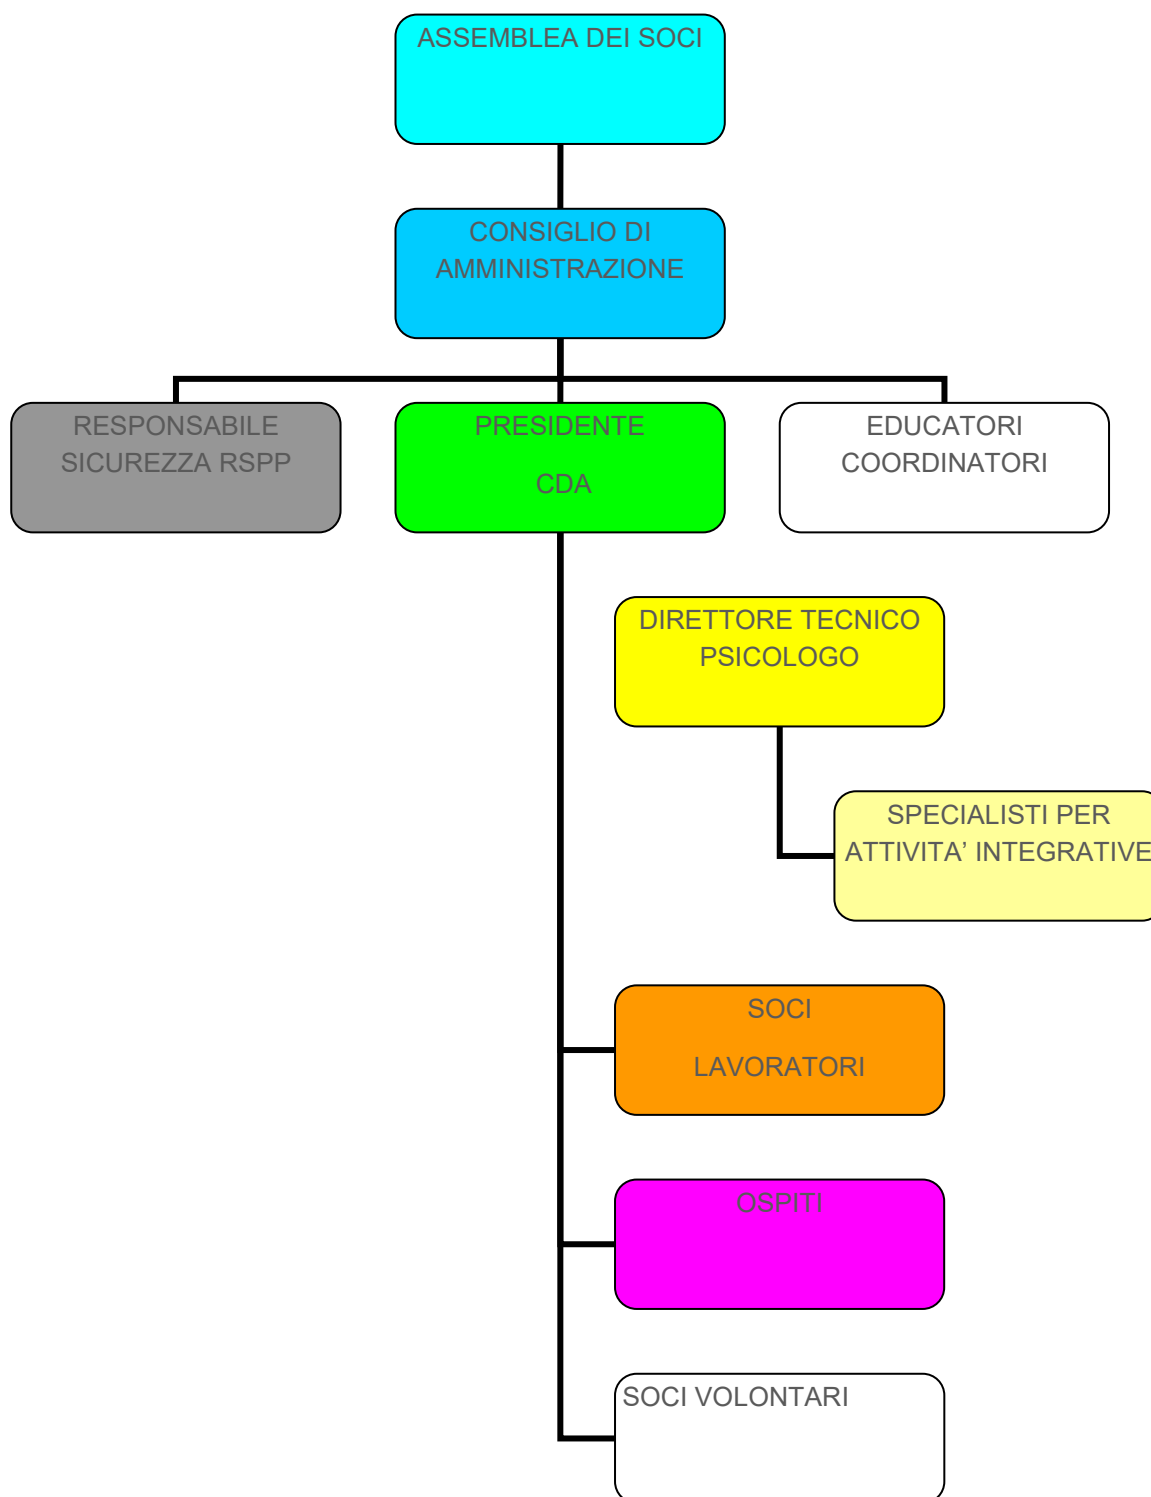 ASSEMBLEA DEI SOCI
CONSIGLIO DI
AMMINISTRAZIONE
RESPONSABILE
SICUREZZA RSPP
PRESIDENTE
CDA
EDUCATORI
COORDINATORI
DIRETTORE TECNICO
PSICOLOGO
SPECIALISTI PER
ATTIVITA’ INTEGRATIVE
SOCI
LAVORATORI
OSPITI
SOCI VOLONTARI